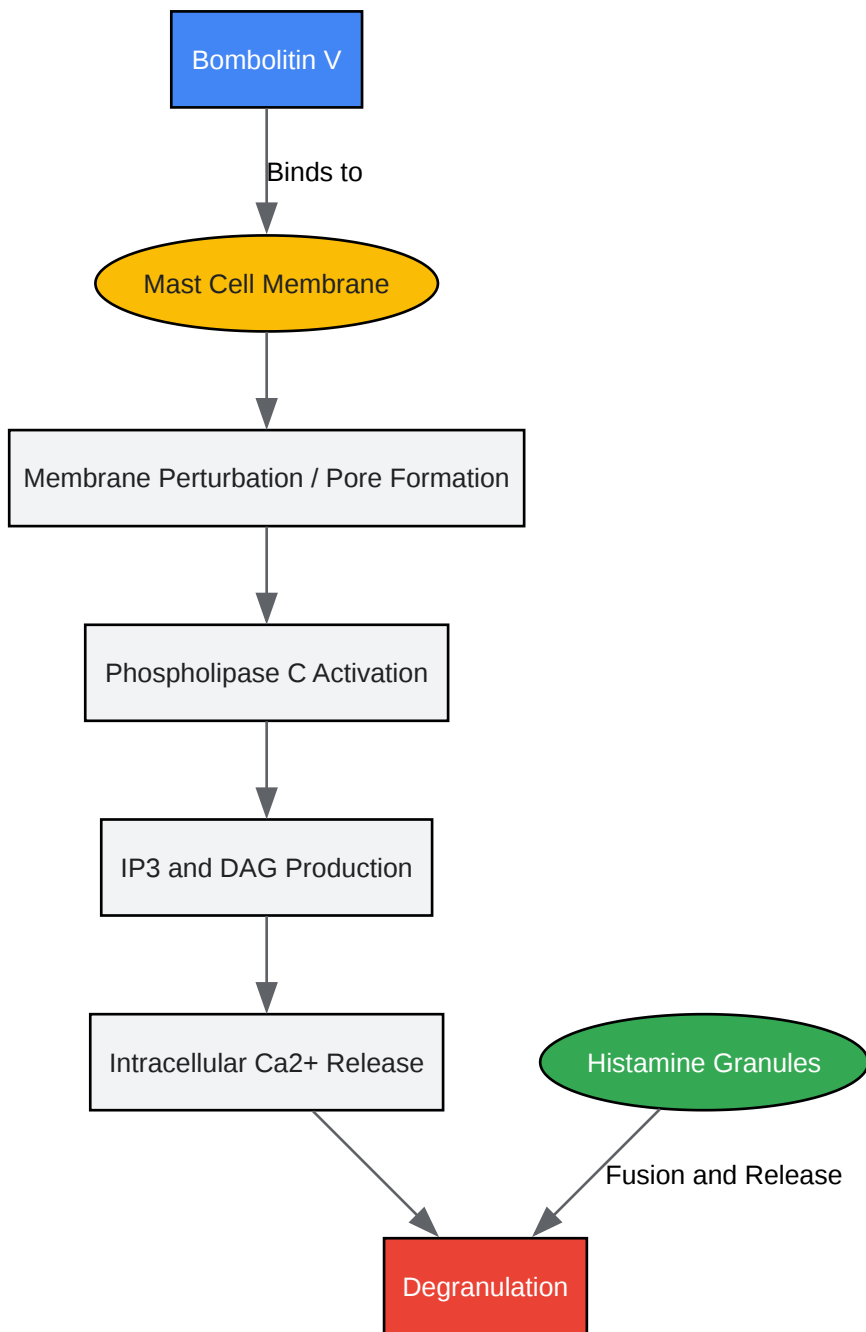 Bombolitin V
Binds to
Mast Cell Membrane
Membrane Perturbation / Pore Formation
Phospholipase C Activation
IP3 and DAG Production
Intracellular Ca2+ Release
Histamine Granules
Fusion and Release
Degranulation